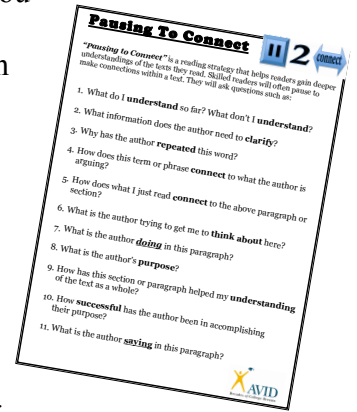 Pausing To Connect
2 connect
"Pausing to Connect" is a reading strategy that helps readers gain deeper
understandings of the texts they read. Skilled readers will often pause to
make connections within a text. They will ask questions such as:
1. What do I understand so far? What don't I understand?
2. What information does the author need to clarify?
3. Why has the author repeated this word?
4. How does this term or phrase connect to what the author is
arguing?
5. How does what I just read connect to the above paragraph or
section?
6. What is the author trying to get me to think about here?
7. What is the author doing in this paragraph?
8. What is the author's purpose?
9. How has this section or paragraph helped my understanding
of the text as a whole?
10. How successful has the author been in accomplishing
their purpose?
11. What is the author saying in this paragraph?
AVID